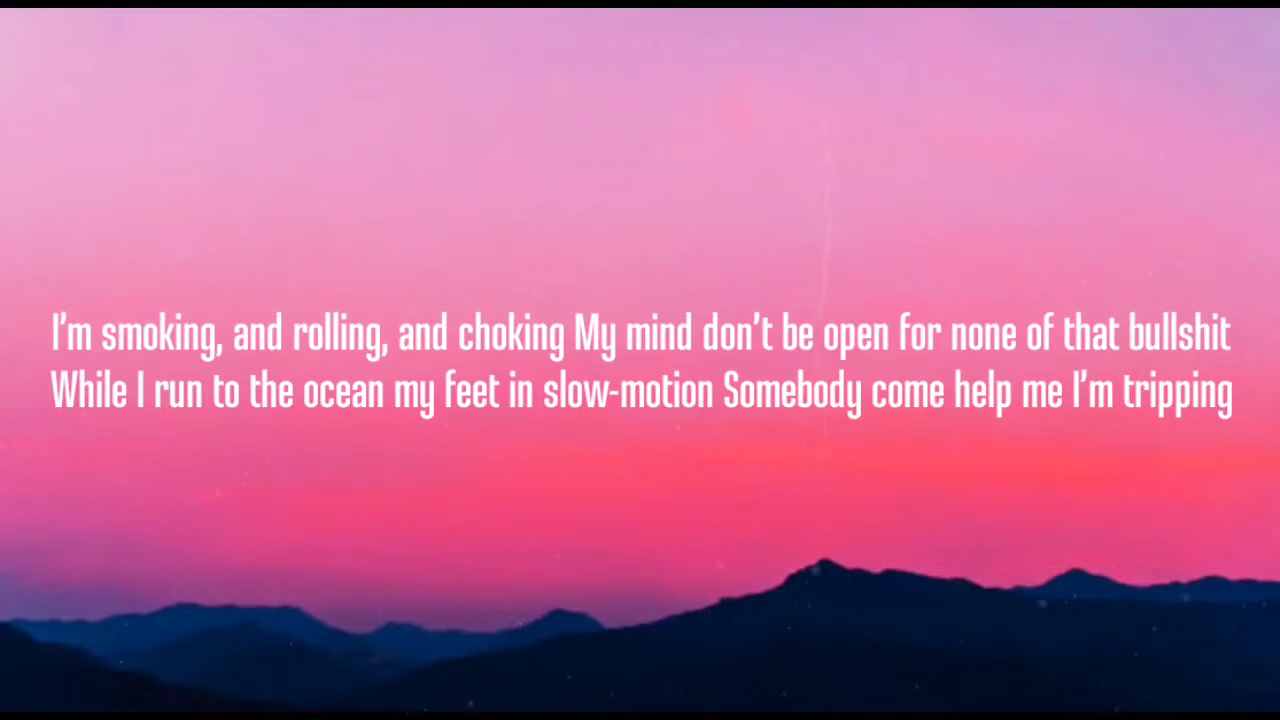 I’m smoking, and rolling, and choking My mind don’t be open for none of that bullshit
While I run to the ocean my feet in slow-motion Somebody come help me I’m tripping